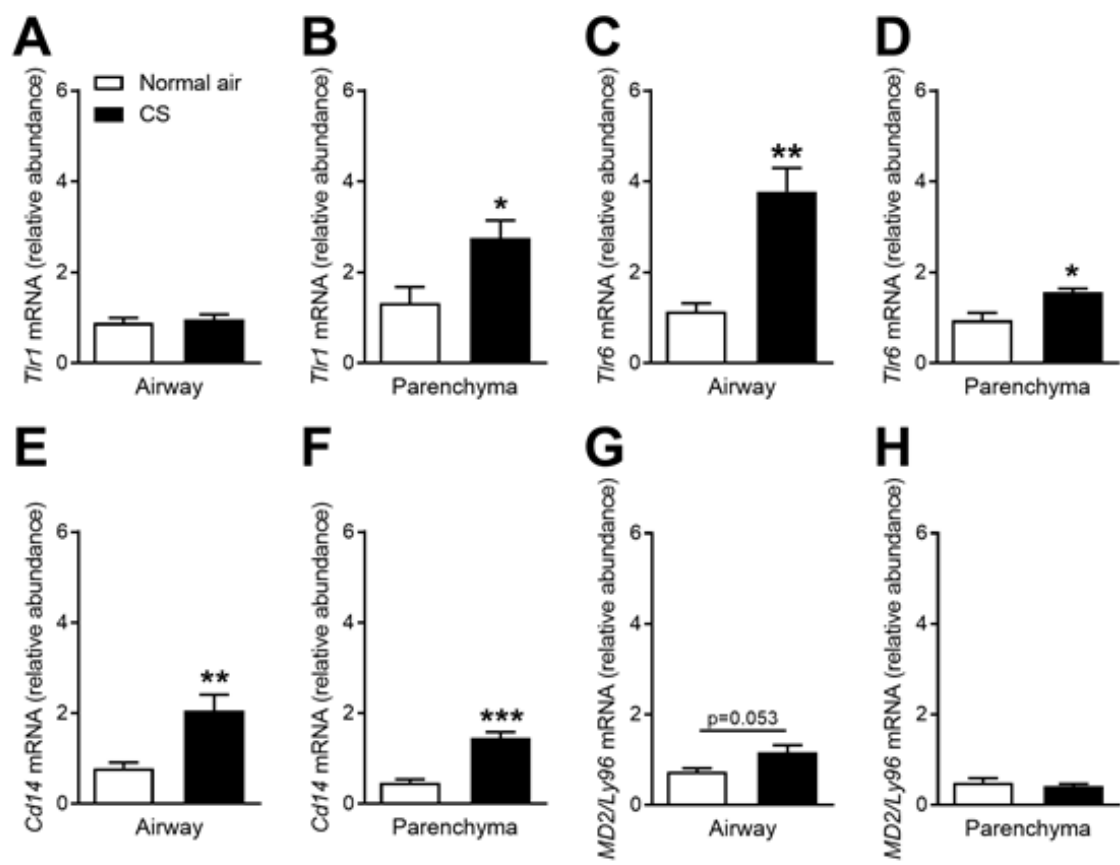 A
B
C
D
Normal air
CS
Tlr1 mRNA (relative abundance)
6
4
2
0
Airway
Tlr1 mRNA (relative abundance)
6
4
2
0
*
Parenchyma
Tlr6 mRNA (relative abundance)
6
4
2
0
**
Airway
Tlr6 mRNA (relative abundance)
6
4
2
0
*
Parenchyma
E
F
G
H
Cd14 mRNA (relative abundance)
6
4
2
0
**
Airway
Cd14 mRNA (relative abundance)
6
4
2
0
***
Parenchyma
MD2/Ly96 mRNA (relative abundance)
6
4
2
0
p=0.053
Airway
MD2/Ly96 mRNA (relative abundance)
6
4
2
0
Parenchyma